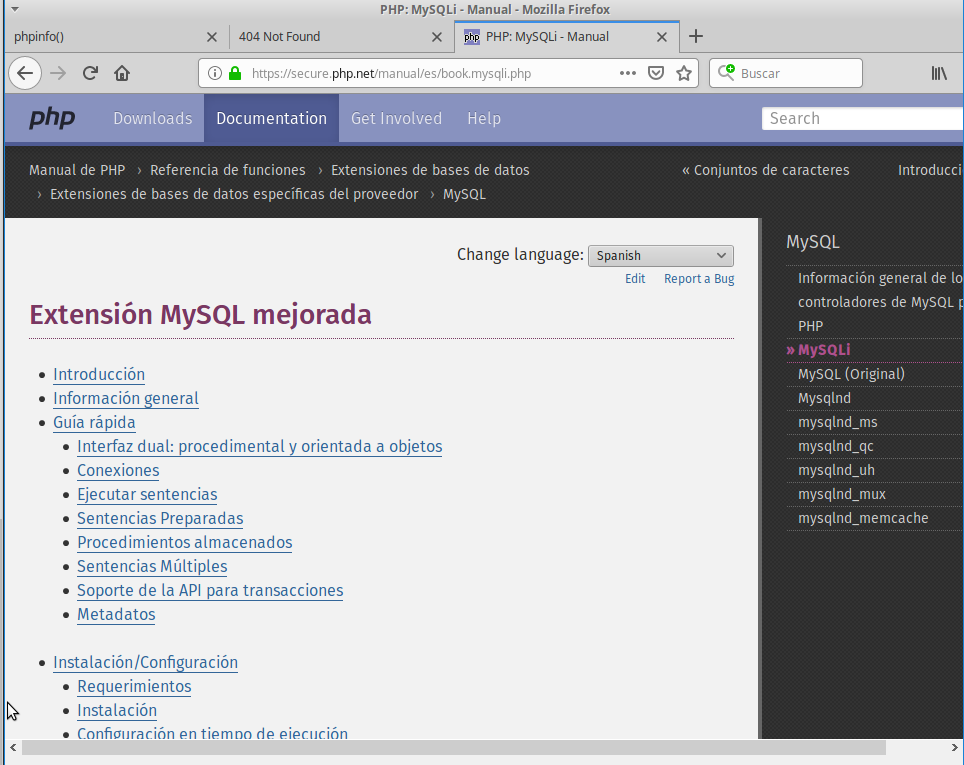 PHP: MySQLi - Manual - Mozilla Firefox
phpinfo()
404 Not Found
PHP: MySQLi - Manual
https://secure.php.net/manual/es/book.mysqli.php
Buscar
php
Downloads
Documentation
Get Involved
Help
Search
Manual de PHP › Referencia de funciones › Extensiones de bases de datos
› Extensiones de bases de datos específicas del proveedor › MySQL
« Conjuntos de caracteres
Introducci
Change language: Spanish
Edit Report a Bug
Extensión MySQL mejorada
• Introducción
• Información general
• Guía rápida
• Interfaz dual: procedimental y orientada a objetos
• Conexiones
• Ejecutar sentencias
• Sentencias Preparadas
• Procedimientos almacenados
• Sentencias Múltiples
• Soporte de la API para transacciones
• Metadatos
• Instalación/Configuración
• Requerimientos
• Instalación
• Configuración en tiempo de ejecución
MySQL
Información general de lo
controladores de MySQL p
PHP
» MySQLi
MySQL (Original)
Mysqlnd
mysqlnd_ms
mysqlnd_qc
mysqlnd_uh
mysqlnd_mux
mysqlnd_memcache